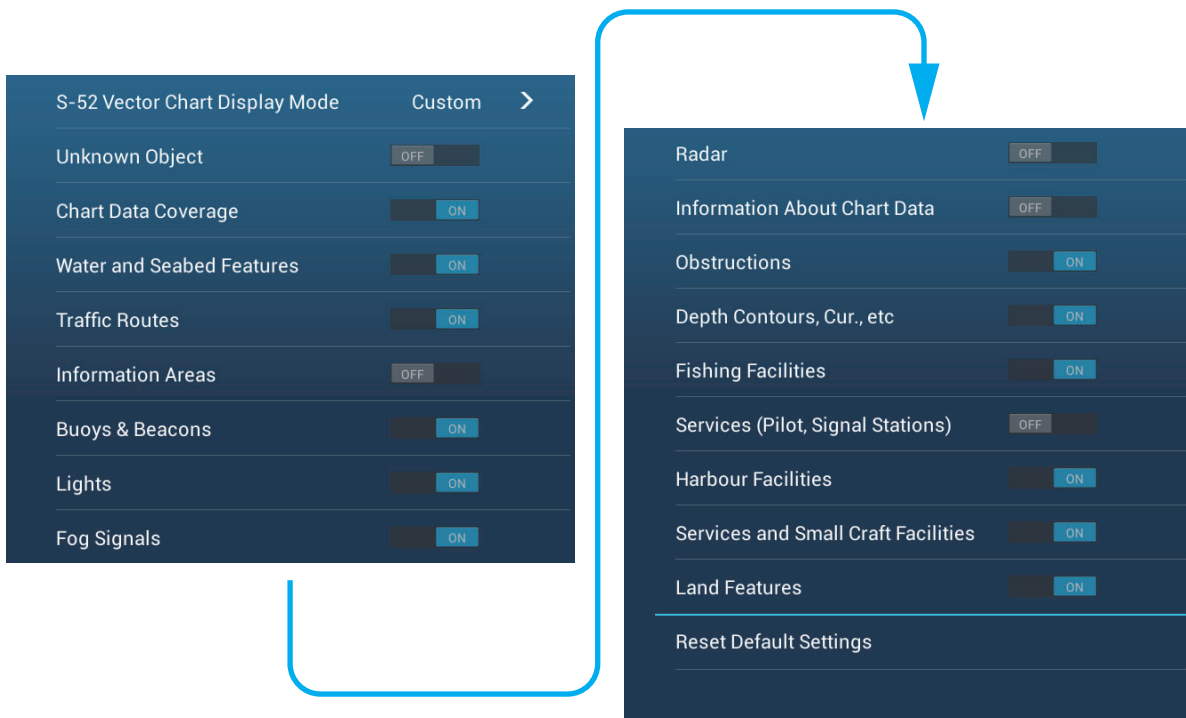 S-52 Vector Chart Display Mode Custom >
Unknown Object OFF
Chart Data Coverage ON
Water and Seabed Features ON
Traffic Routes ON
Information Areas OFF
Buoys & Beacons ON
Lights ON
Fog Signals ON
Radar OFF
Information About Chart Data OFF
Obstructions ON
Depth Contours, Cur., etc ON
Fishing Facilities ON
Services (Pilot, Signal Stations) OFF
Harbour Facilities ON
Services and Small Craft Facilities ON
Land Features ON
Reset Default Settings